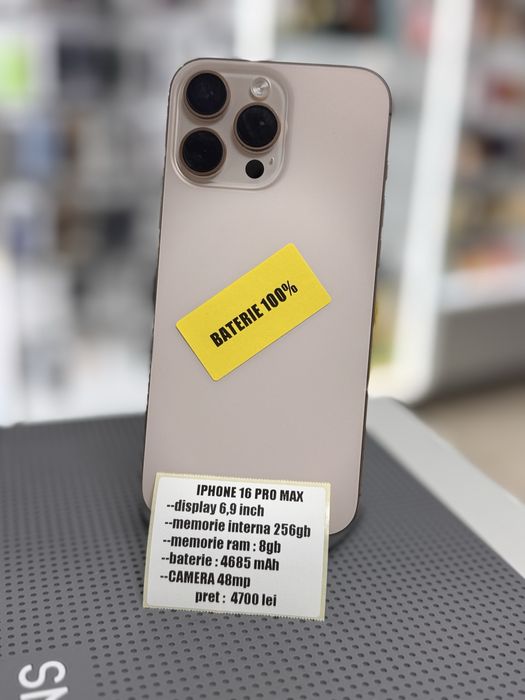 BATERIE 100%
IPHONE 16 PRO MAX
--display 6,9 inch
--memorie interna 256gb
--memorie ram : 8gb
--baterie : 4685 mAh
--CAMERA 48mp
pret : 4700 lei
SM